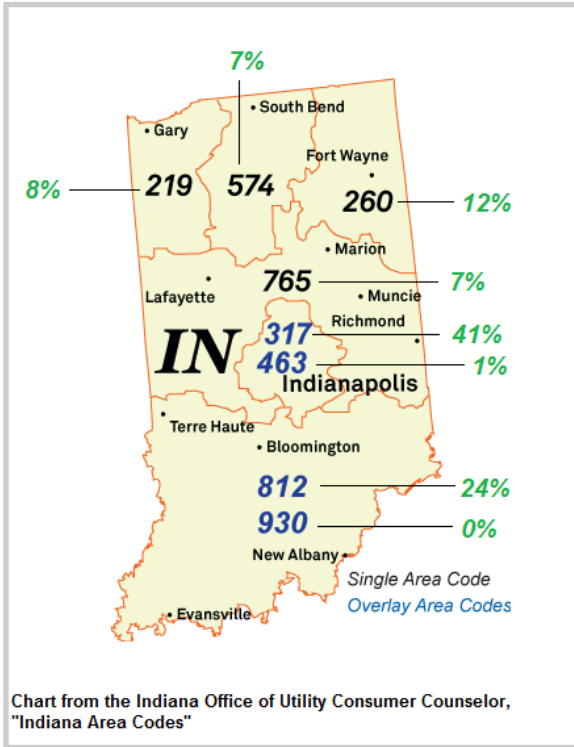 7%
South Bend
Gary
Fort Wayne
8%
219
574
260
12%
Marion
765
7%
Lafayette
Muncie
Richmond
317
41%
IN
463
1%
Indianapolis
Terre Haute
Bloomington
812
24%
930
0%
New Albany
Single Area Code
Overlay Area Codes
Evansville
Chart from the Indiana Office of Utility Consumer Counselor,
"Indiana Area Codes"